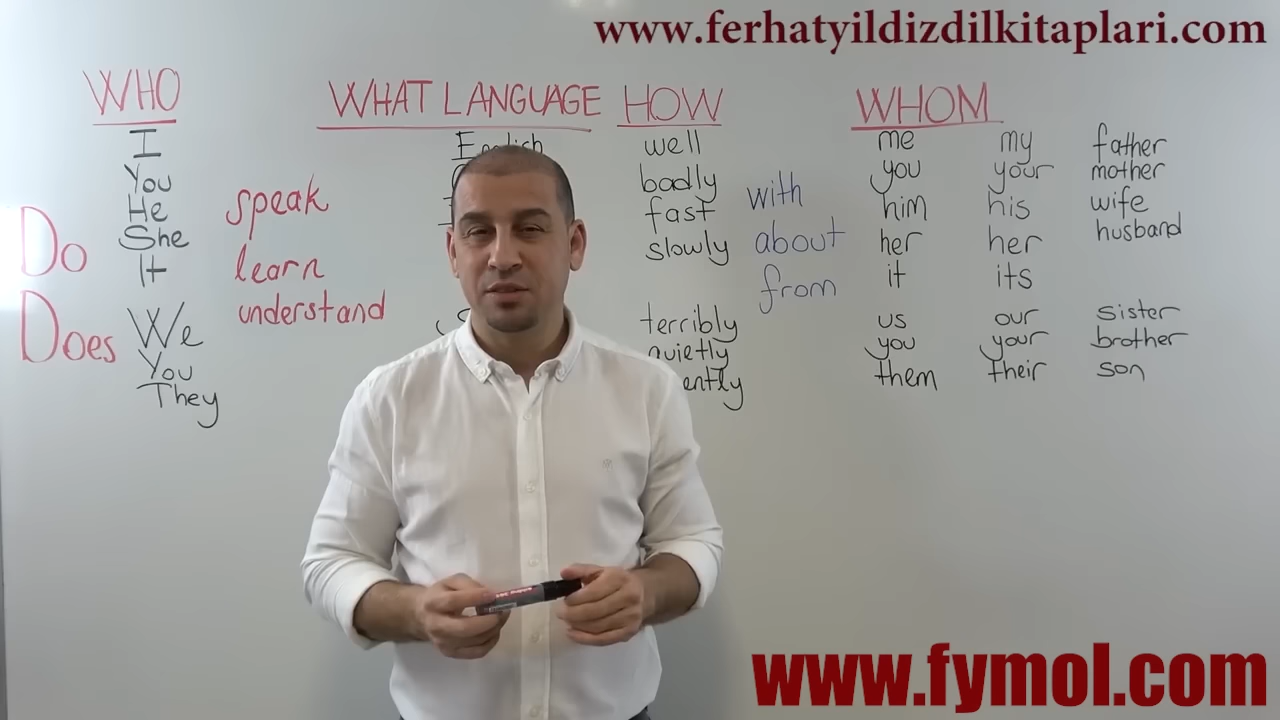 www.ferhatyildizdilkitaplari.com
WHO WHAT LANGUAGE HOW WHOM
I English well me my father
You badly you your mother
He speak fast with him his wife
She slowly about her her husband
Do It learn from it its
understand
Does We terribly us our sister
You quietly you your brother
They them their son
www.fymol.com